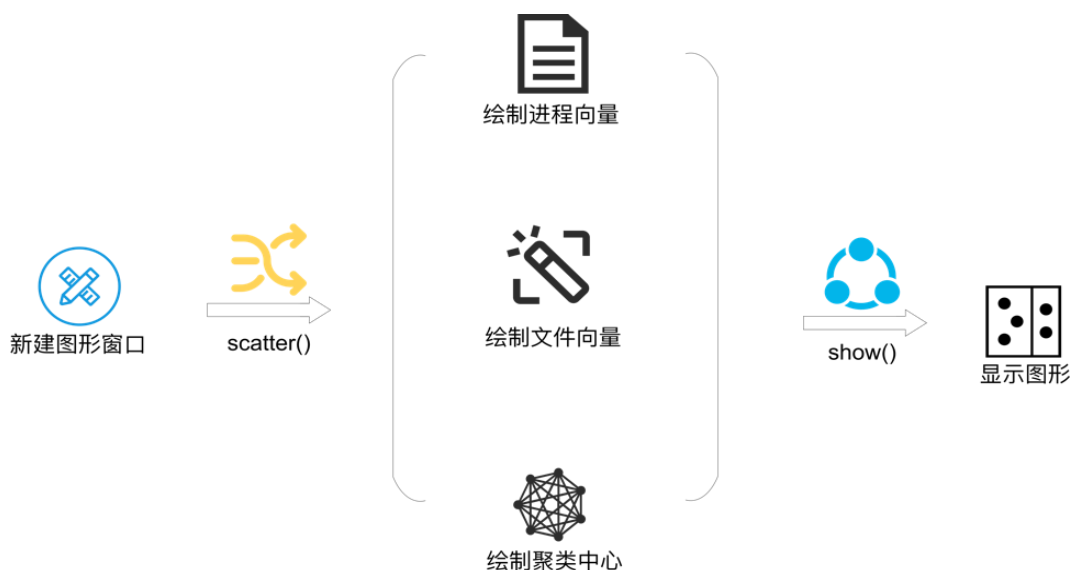 绘制进程向量
新建图形窗口
scatter()
绘制文件向量
show()
显示图形
绘制聚类中心